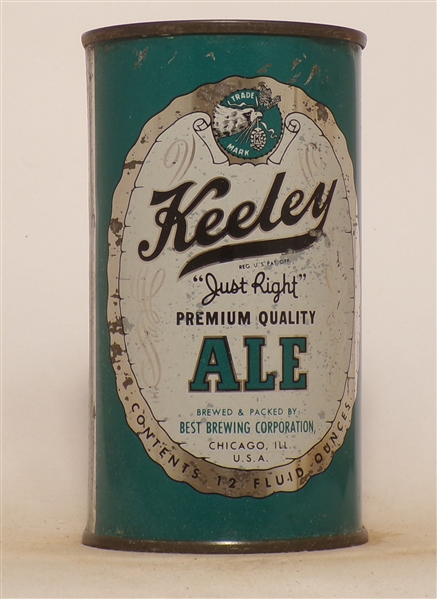 TRADE
MARK
Keeley
REG. U.S. PAT. OFF.
"Just Right"
PREMIUM QUALITY
ALE
BREWED & PACKED BY
BEST BREWING CORPORATION,
CHICAGO, ILL.
U.S.A.
CONTENTS 12 FLUID OUNCES